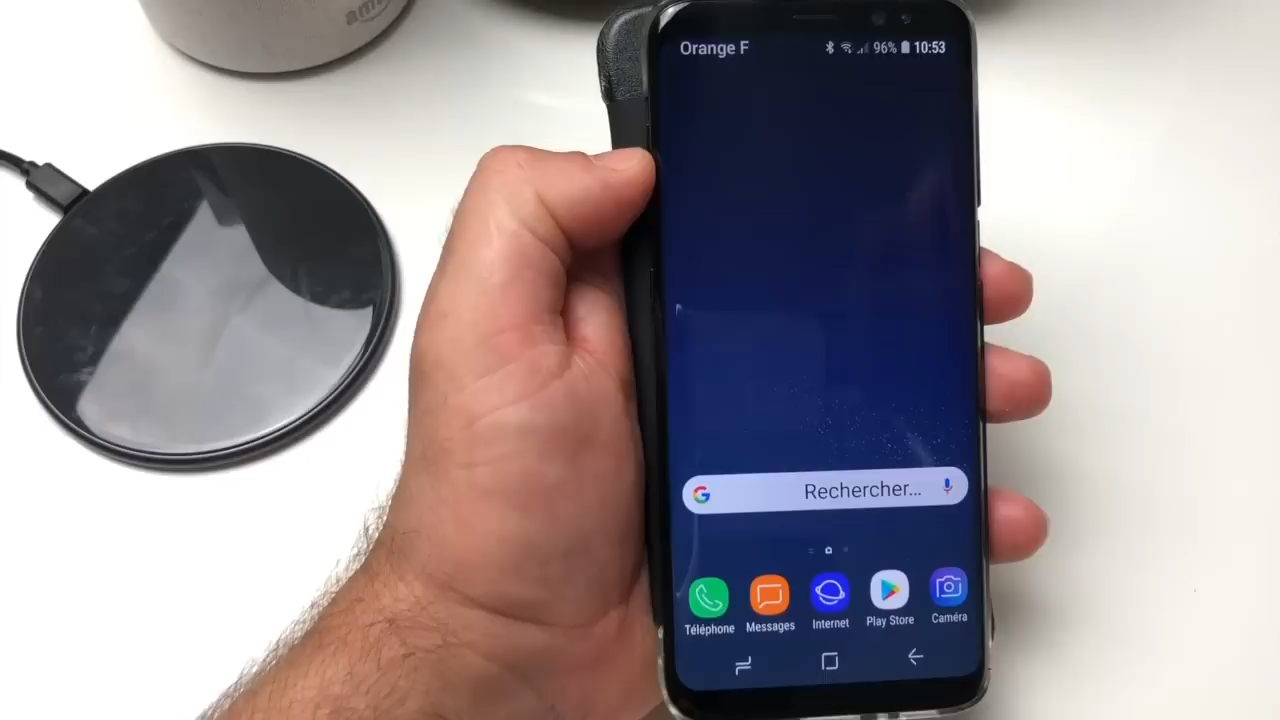 Orange F 96% 10:53
Rechercher...
Téléphone Messages Internet Play Store Caméra